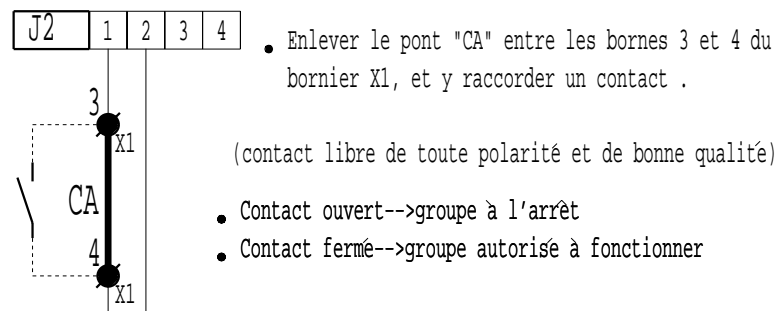 J2 1 2 3 4
Enlever le pont "CA" entre les bornes 3 et 4 du
bornier X1, et y raccorder un contact .
3
X1
(contact libre de toute polarité et de bonne qualité)
CA
Contact ouvert-->groupe à l'arrêt
Contact fermé-->groupe autorisé à fonctionner
4
X1